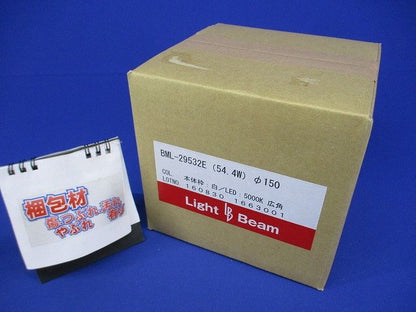 BML-29532E (54.4W) φ150
COL. 本体枠:白/LED:5000K 広角
LOTNO. 160830 1663001
Light B Beam
梱包材
やぶれ